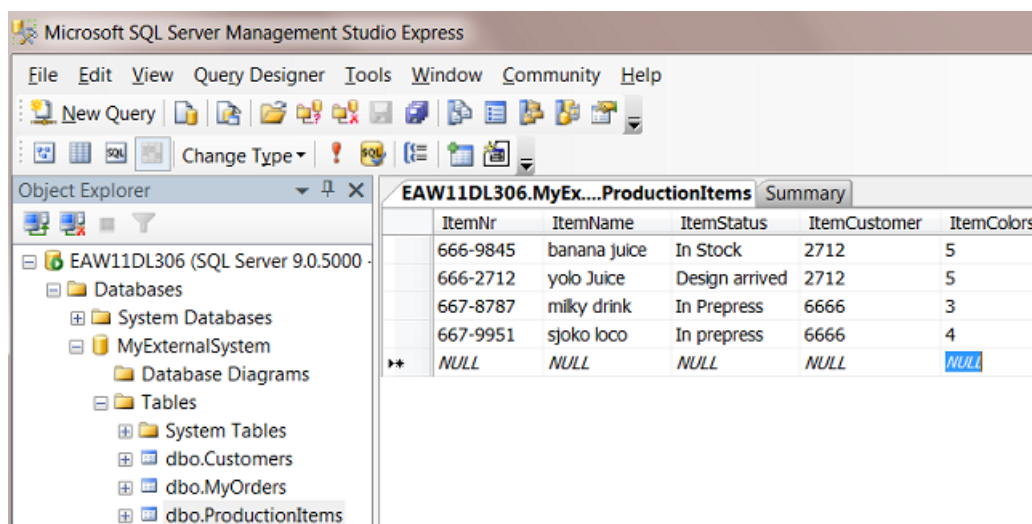 Microsoft SQL Server Management Studio Express
File Edit View Query Designer Tools Window Community Help
New Query
SQL Change Type SQL
Object Explorer
EAW11DL306 (SQL Server 9.0.5000 -
Databases
System Databases
MyExternalSystem
Database Diagrams
Tables
System Tables
dbo.Customers
dbo.MyOrders
dbo.ProductionItems
EAW11DL306.MyEx....ProductionItems Summary
ItemNr ItemName ItemStatus ItemCustomer ItemColors
666-9845 banana juice In Stock 2712 5
666-2712 yolo Juice Design arrived 2712 5
667-8787 milky drink In Prepress 6666 3
667-9951 sjoko loco In prepress 6666 4
NULL NULL NULL NULL NULL